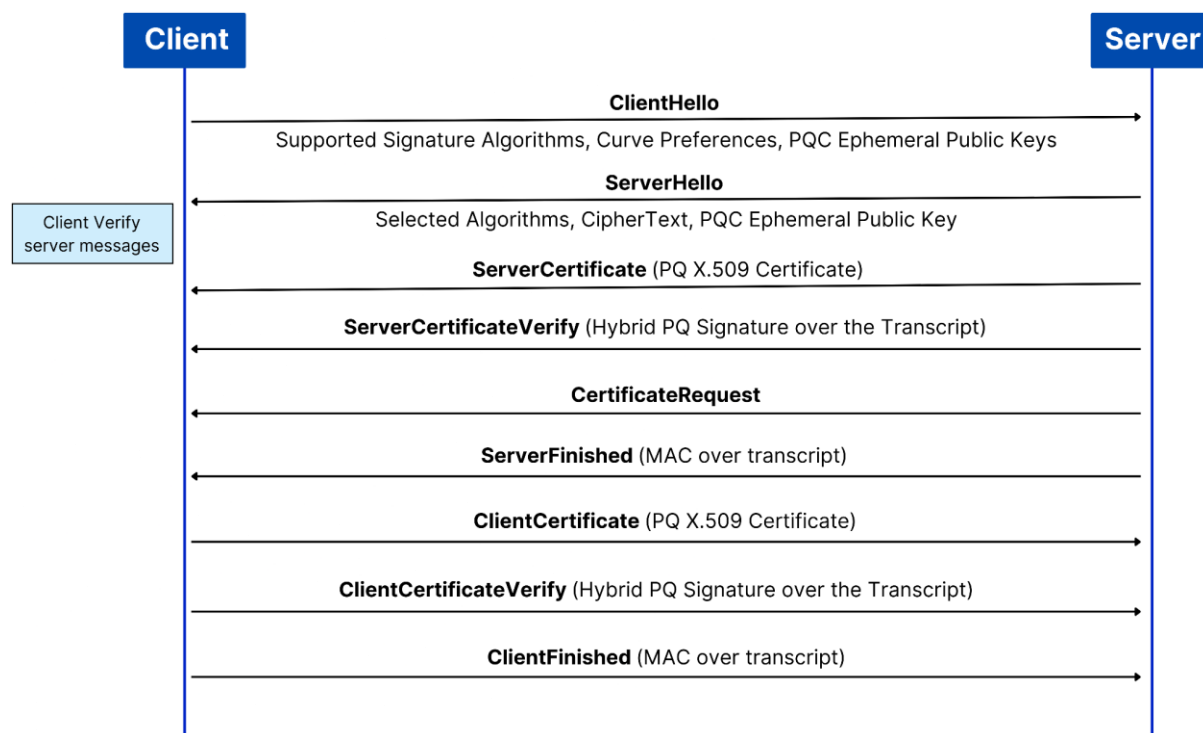 Client
Server
ClientHello
Supported Signature Algorithms, Curve Preferences, PQC Ephemeral Public Keys
ServerHello
Selected Algorithms, CipherText, PQC Ephemeral Public Key
Client Verify
server messages
ServerCertificate (PQ X.509 Certificate)
ServerCertificateVerify (Hybrid PQ Signature over the Transcript)
CertificateRequest
ServerFinished (MAC over transcript)
ClientCertificate (PQ X.509 Certificate)
ClientCertificateVerify (Hybrid PQ Signature over the Transcript)
ClientFinished (MAC over transcript)